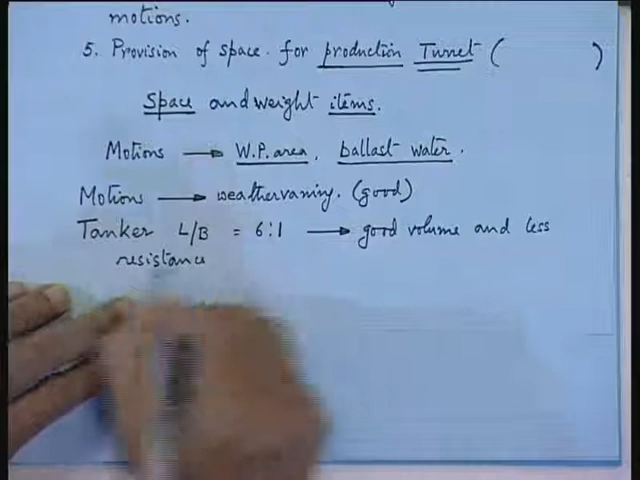 motions.
5. Provision of space for production Turret ( )
Space and weight items.
Motions → W.P. area, ballast water.
Motions → weathervaning. (good)
Tanker L/B = 6:1 → good volume and less
resistance